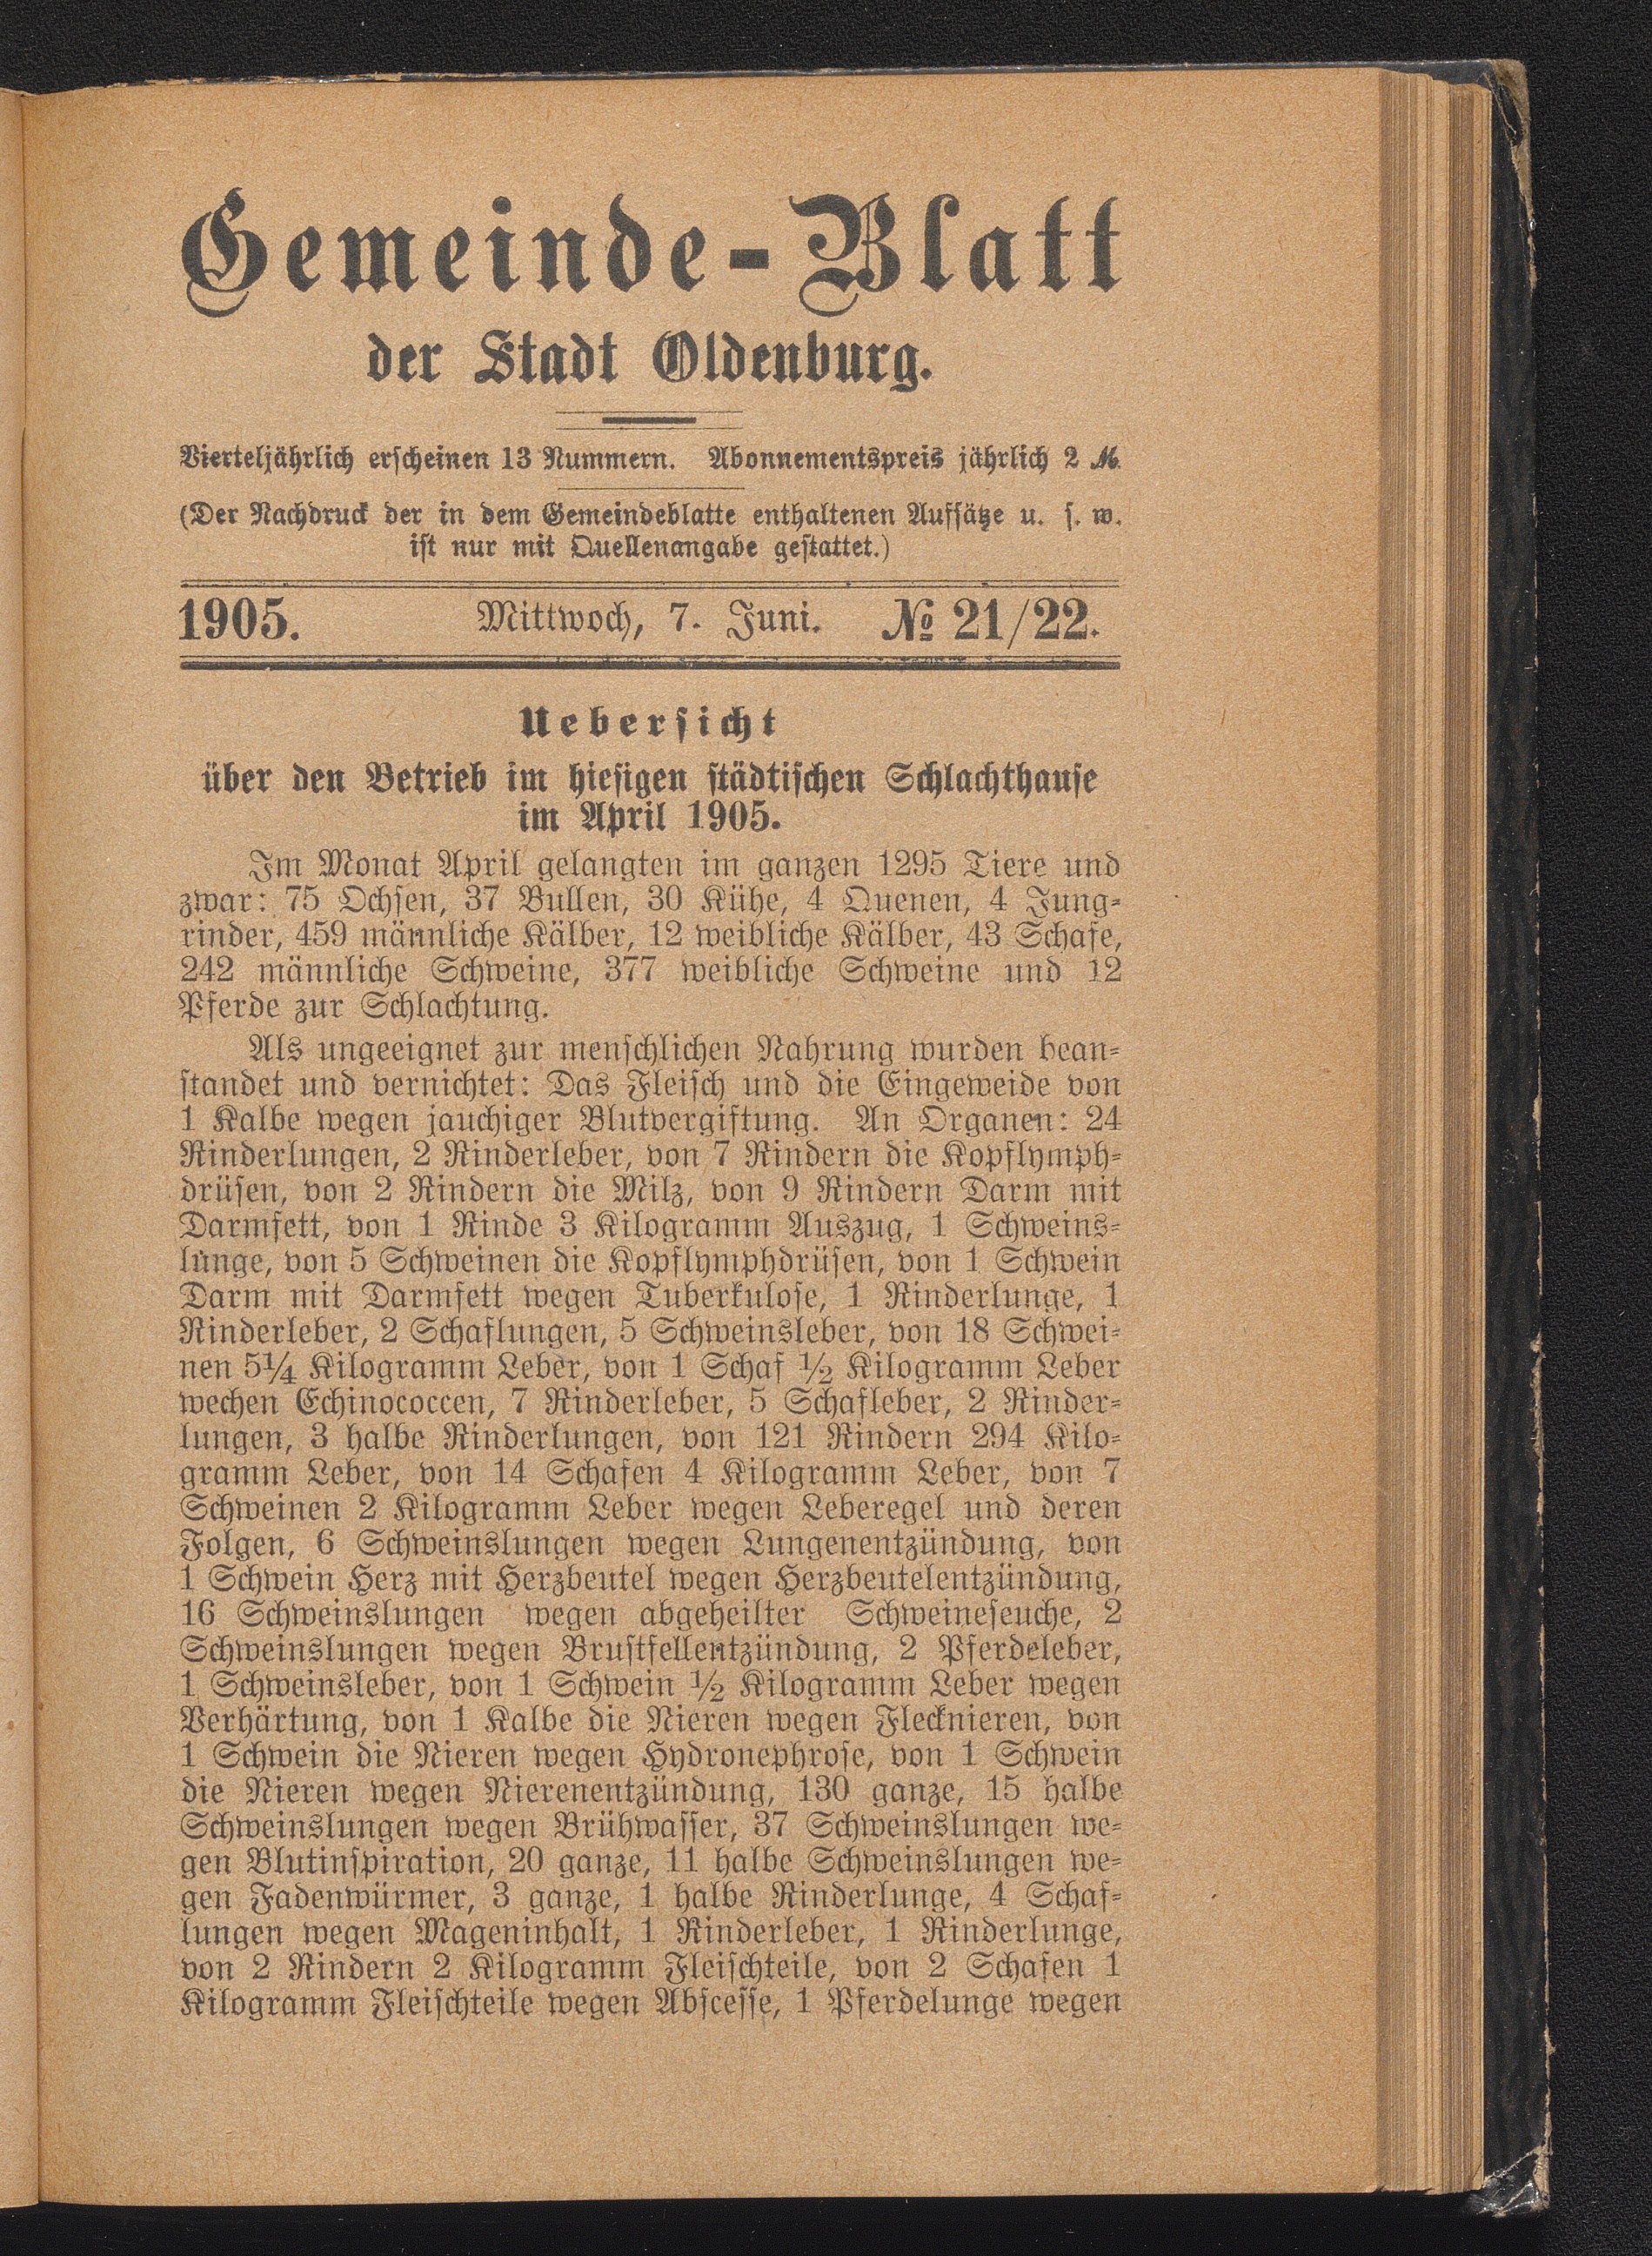 Gemeinde-Blatt
der Stadt Oldenburg.
Vierteljährlich erscheinen 13 Nummern. Abonnementspreis jährlich 2 ℳ.
(Der Nachdruck der in dem Gemeindeblatte enthaltenen Aufsätze u. s. w.
ist nur mit Quellenangabe gestattet.)
1905. Mittwoch, 7. Juni. № 21/22.
Uebersicht
über den Betrieb im hiesigen städtischen Schlachthause
im April 1905.
Im Monat April gelangten im ganzen 1295 Tiere und
zwar: 75 Ochsen, 37 Bullen, 30 Kühe, 4 Quenen, 4 Jung-
rinder, 459 männliche Kälber, 12 weibliche Kälber, 43 Schafe,
242 männliche Schweine, 377 weibliche Schweine und 12
Pferde zur Schlachtung.
Als ungeeignet zur menschlichen Nahrung wurden bean-
standet und vernichtet: Das Fleisch und die Eingeweide von
1 Kalbe wegen jauchiger Blutvergiftung. An Organen: 24
Rinderlungen, 2 Rinderleber, von 7 Rindern die Kopflymph-
drüsen, von 2 Rindern die Milz, von 9 Rindern Darm mit
Darmfett, von 1 Rinde 3 Kilogramm Auszug, 1 Schweins-
lunge, von 5 Schweinen die Kopflymphdrüsen, von 1 Schwein
Darm mit Darmfett wegen Tuberkulose, 1 Rinderlunge, 1
Rinderleber, 2 Schaflungen, 5 Schweinsleber, von 18 Schwei-
nen 5¼ Kilogramm Leber, von 1 Schaf ½ Kilogramm Leber
wechen Echinococcen, 7 Rinderleber, 5 Schafleber, 2 Rinder-
lungen, 3 halbe Rinderlungen, von 121 Rindern 294 Kilo-
gramm Leber, von 14 Schafen 4 Kilogramm Leber, von 7
Schweinen 2 Kilogramm Leber wegen Leberegel und deren
Folgen, 6 Schweinslungen wegen Lungenentzündung, von
1 Schwein Herz mit Herzbeutel wegen Herzbeutelentzündung,
16 Schweinslungen wegen abgeheilter Schweineseuche, 2
Schweinslungen wegen Brustfellentzündung, 2 Pferdeleber,
1 Schweinsleber, von 1 Schwein ½ Kilogramm Leber wegen
Verhärtung, von 1 Kalbe die Nieren wegen Flecknieren, von
1 Schwein die Nieren wegen Hydronephrose, von 1 Schwein
die Nieren wegen Nierenentzündung, 130 ganze, 15 halbe
Schweinslungen wegen Brühwasser, 37 Schweinslungen we-
gen Blutinspiration, 20 ganze, 11 halbe Schweinslungen we-
gen Fadenwürmer, 3 ganze, 1 halbe Rinderlunge, 4 Schaf-
lungen wegen Mageninhalt, 1 Rinderleber, 1 Rinderlunge,
von 2 Rindern 2 Kilogramm Fleischteile, von 2 Schafen 1
Kilogramm Fleischteile wegen Abscesse, 1 Pferdelunge wegen